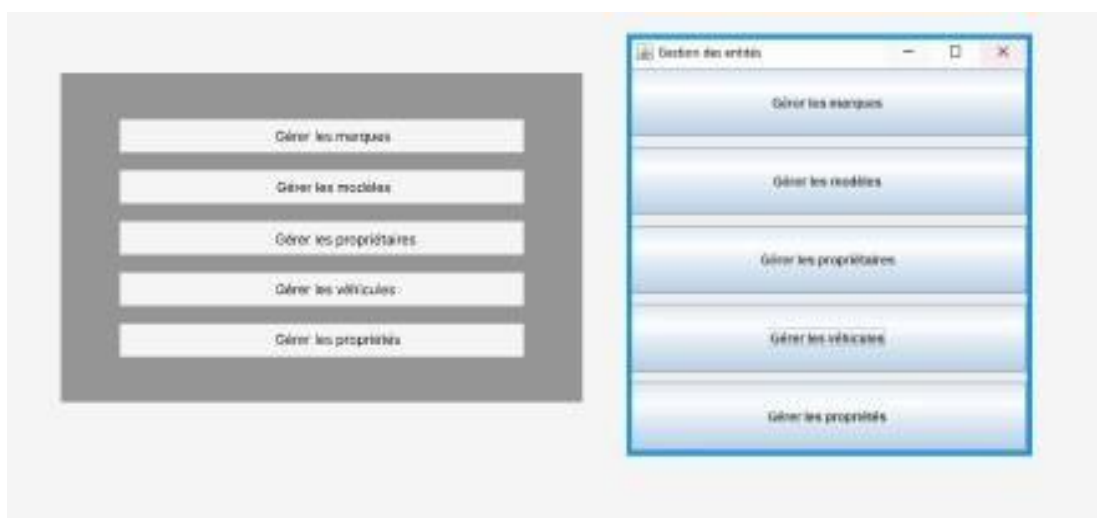 Gérer les marques
Gérer les modèles
Gérer les propriétaires
Gérer les véhicules
Gérer les propriétés
Gestion des entités
Gérer les marques
Gérer les modèles
Gérer les propriétaires
Gérer les véhicules
Gérer les propriétés